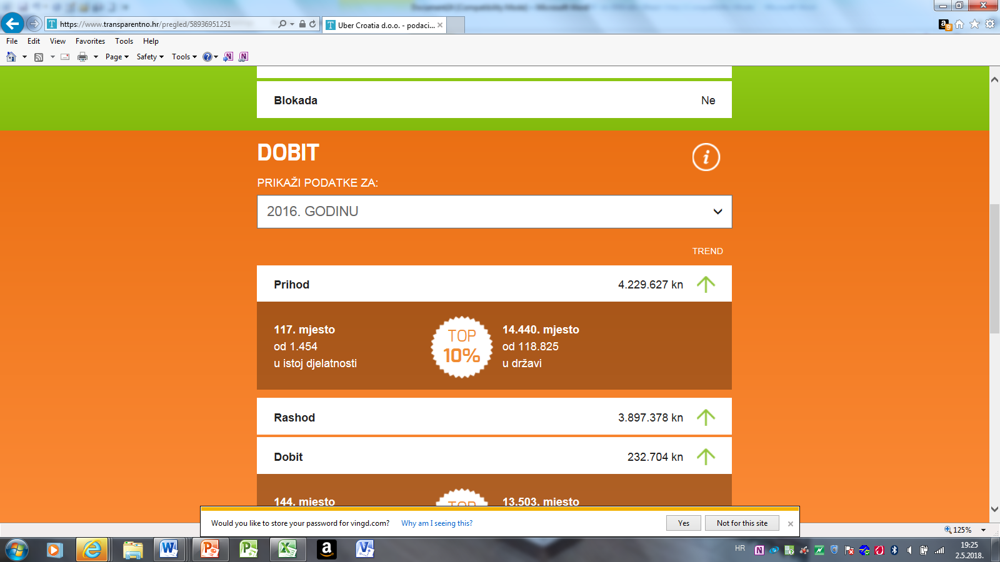 https://www.transparentno.hr/pregled/58936951251
Uber Croatia d.o.o. - podaci...
File Edit View Favorites Tools Help
Page Safety Tools
Blokada Ne
DOBIT
PRIKAŽI PODATKE ZA:
2016. GODINU
TREND
Prihod 4.229.627 kn
117. mjesto
od 1.454
u istoj djelatnosti
TOP
10%
14.440. mjesto
od 118.825
u državi
Rashod 3.897.378 kn
Dobit 232.704 kn
144. mjesto
TOP
13.503. mjesto
Would you like to store your password for vingd.com? Why am I seeing this? Yes Not for this site
125%
HR
19:25
2.5.2018.